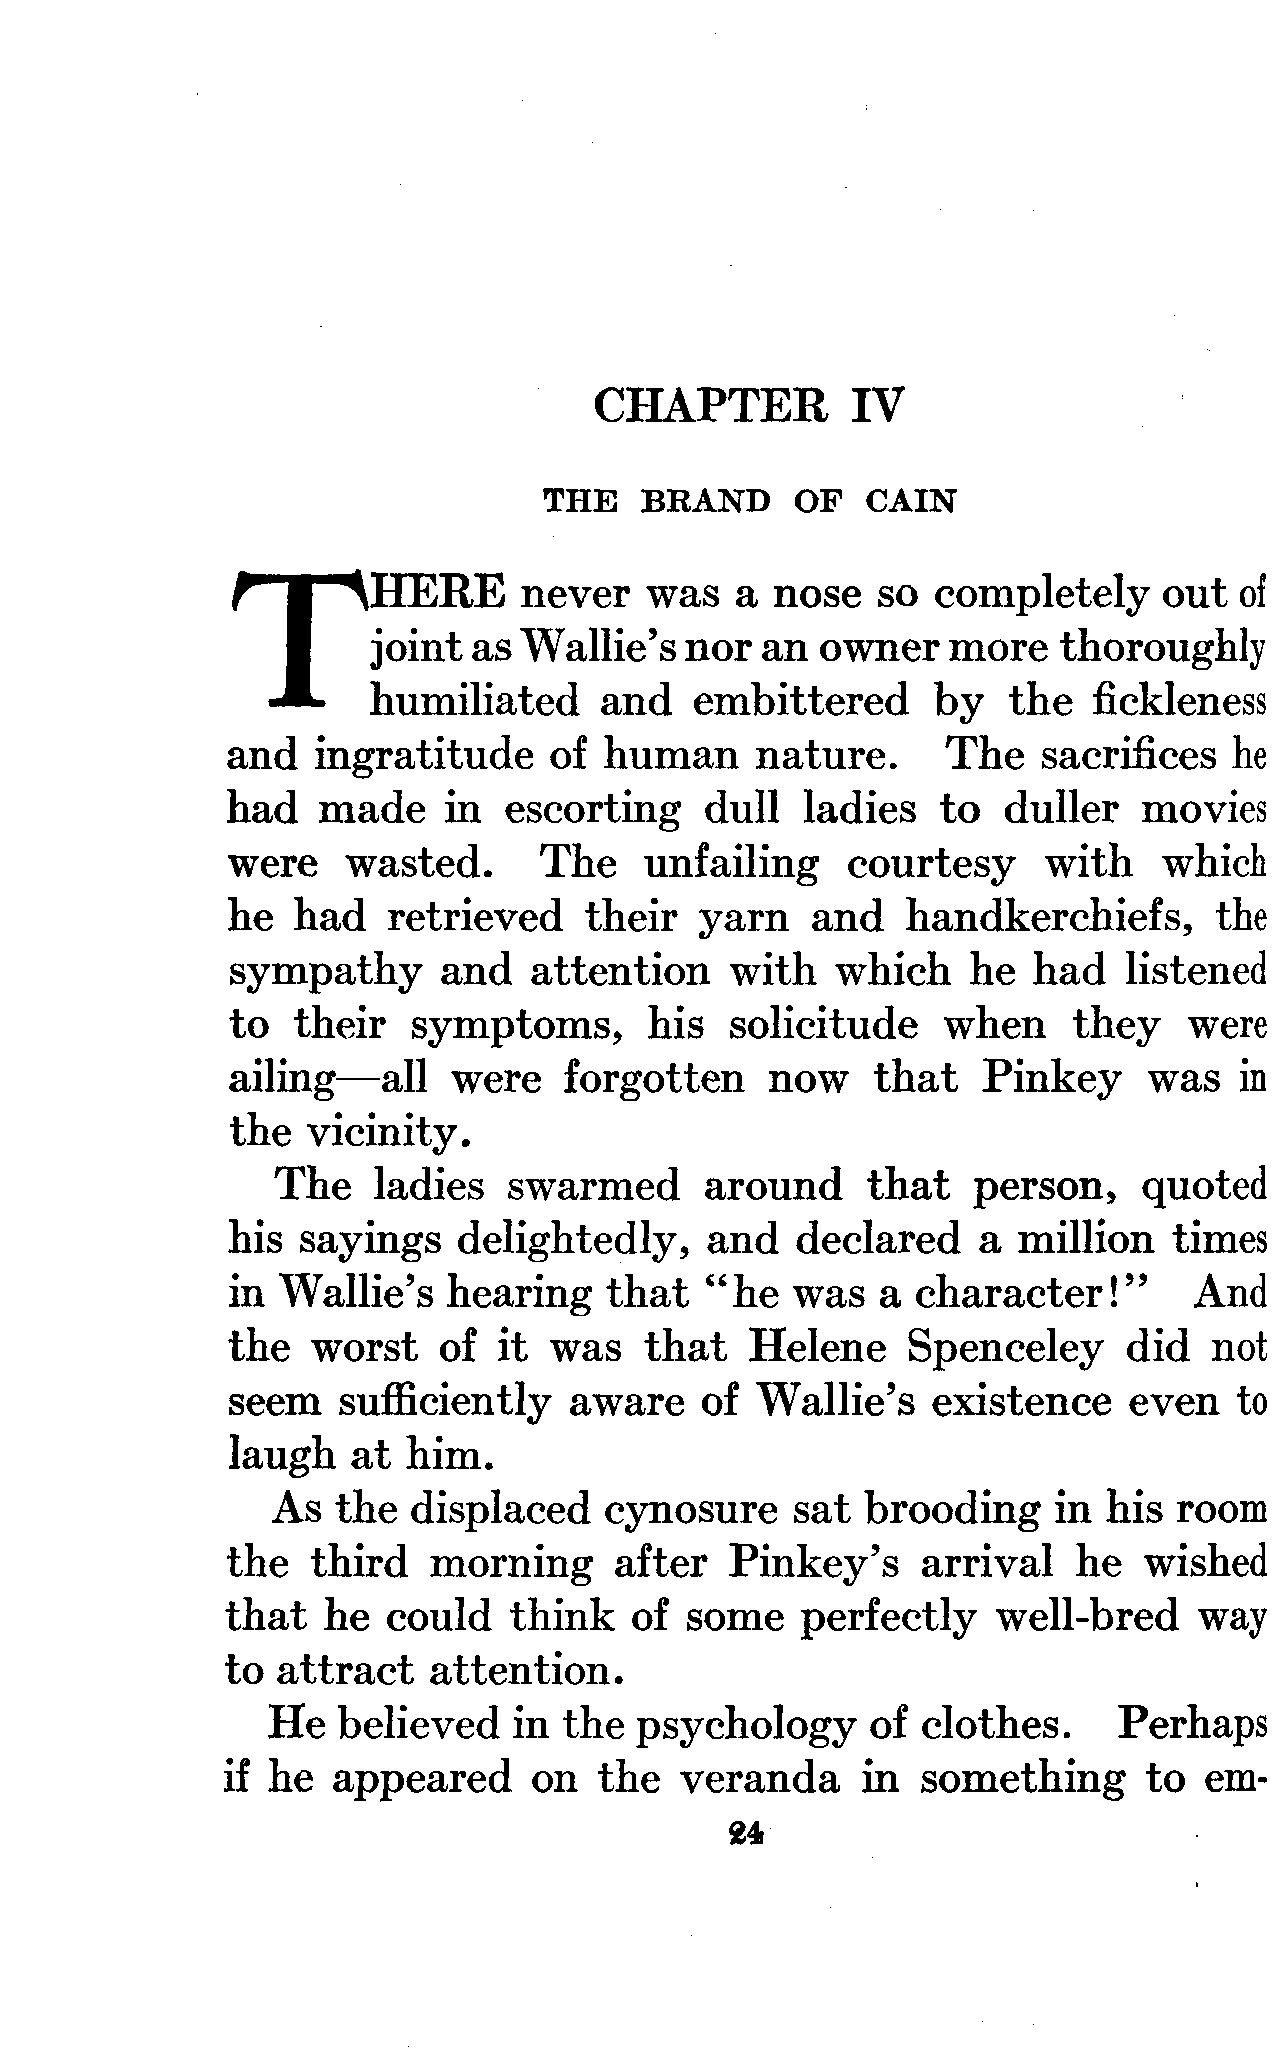 CHAPTER IV
THE BRAND OF CAIN
THERE never was a nose so completely out of
joint as Wallie's nor an owner more thoroughly
humiliated and embittered by the fickleness
and ingratitude of human nature. The sacrifices he
had made in escorting dull ladies to duller movies
were wasted. The unfailing courtesy with which
he had retrieved their yarn and handkerchiefs, the
sympathy and attention with which he had listened
to their symptoms, his solicitude when they were
ailing—all were forgotten now that Pinkey was in
the vicinity.
The ladies swarmed around that person, quoted
his sayings delightedly, and declared a million times
in Wallie's hearing that “he was a character!” And
the worst of it was that Helene Spenceley did not
seem sufficiently aware of Wallie's existence even to
laugh at him.
As the displaced cynosure sat brooding in his room
the third morning after Pinkey's arrival he wished
that he could think of some perfectly well-bred way
to attract attention.
He believed in the psychology of clothes. Perhaps
if he appeared on the veranda in something to em-
24